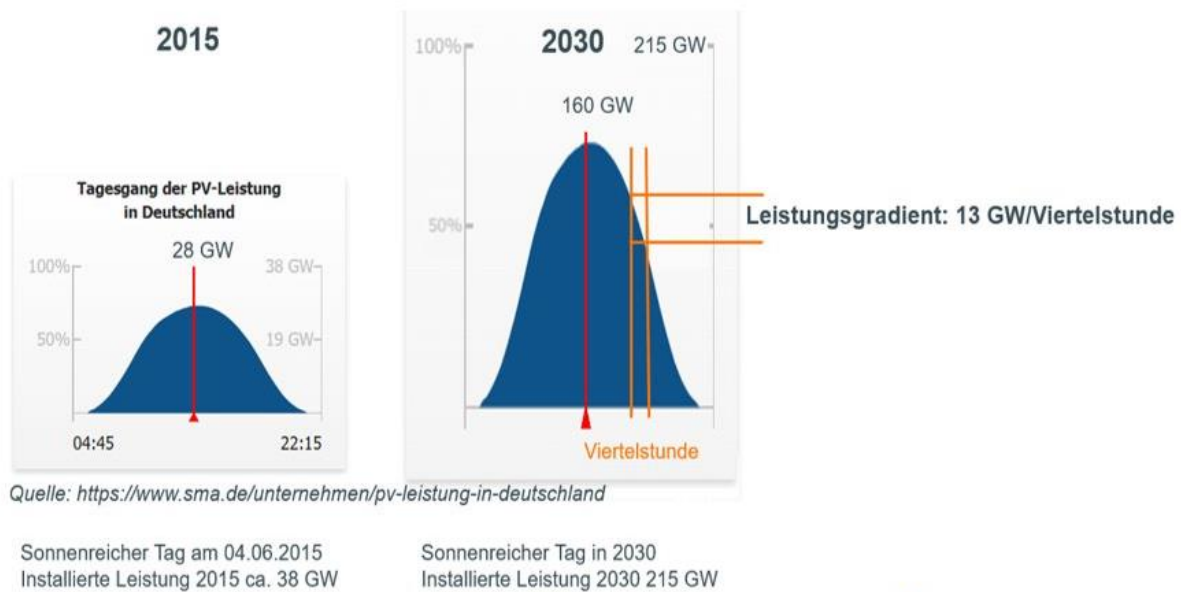 2015
Tagesgang der PV-Leistung
in Deutschland
28 GW
100%
38 GW
50%
19 GW
04:45
22:15
100%
2030
215 GW
160 GW
50%
Viertelstunde
Leistungsgradient: 13 GW/Viertelstunde
Quelle: https://www.sma.de/unternehmen/pv-leistung-in-deutschland
Sonnenreicher Tag am 04.06.2015
Installierte Leistung 2015 ca. 38 GW
Sonnenreicher Tag in 2030
Installierte Leistung 2030 215 GW